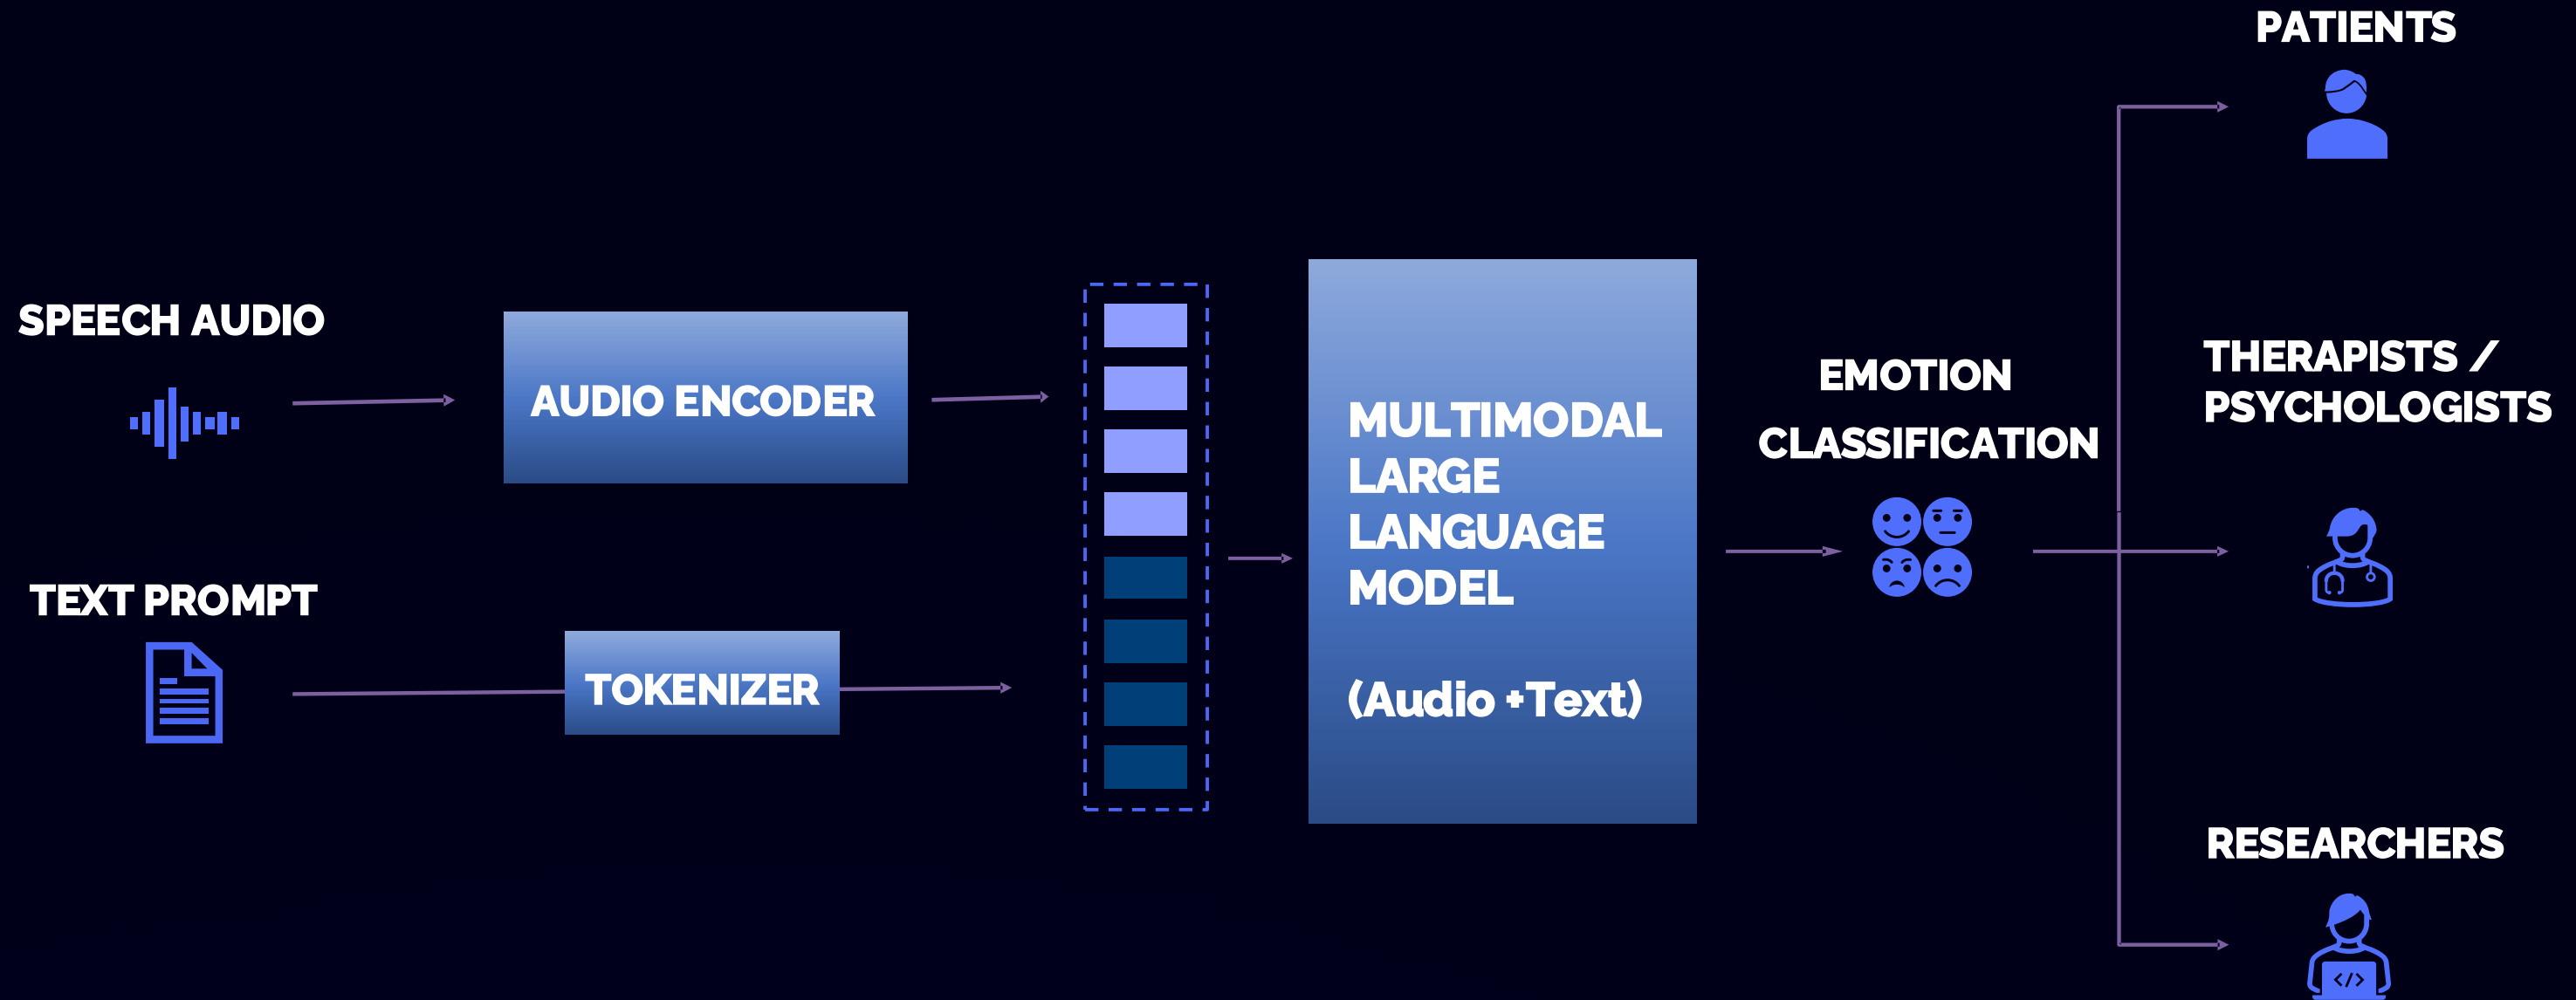 PATIENTS
SPEECH AUDIO
AUDIO ENCODER
TEXT PROMPT
TOKENIZER
MULTIMODAL
LARGE
LANGUAGE
MODEL
(Audio +Text)
EMOTION
CLASSIFICATION
THERAPISTS /
PSYCHOLOGISTS
RESEARCHERS
</>